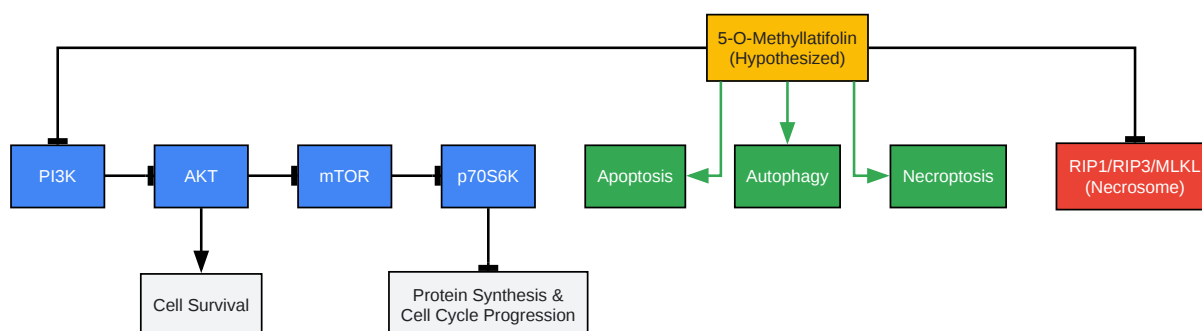 5-O-Methyllatifolin
(Hypothesized)
PI3K
AKT
mTOR
p70S6K
Apoptosis
Autophagy
Necroptosis
RIP1/RIP3/MLKL
(Necrosome)
Cell Survival
Protein Synthesis &
Cell Cycle Progression